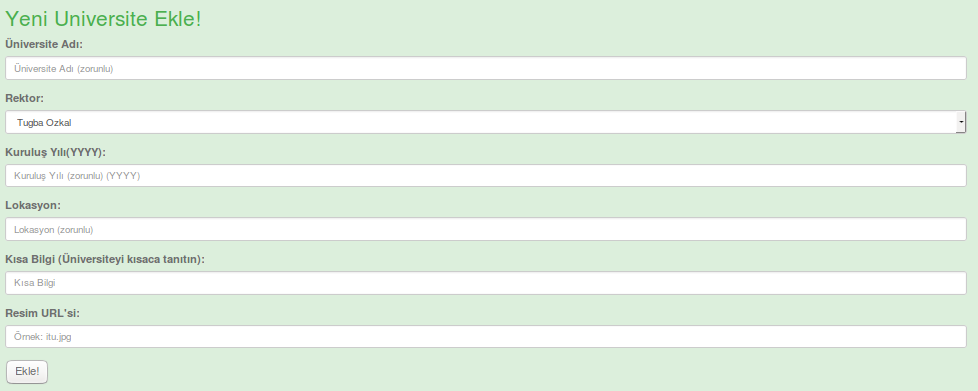 Yeni Universite Ekle!
Üniversite Adı:
Üniversite Adı (zorunlu)
Rektor:
Tugba Ozkal
Kuruluş Yılı(YYYY):
Kuruluş Yılı (zorunlu) (YYYY)
Lokasyon:
Lokasyon (zorunlu)
Kısa Bilgi (Üniversiteyi kısaca tanıtın):
Kısa Bilgi
Resim URL'si:
Örnek: itu.jpg
Ekle!